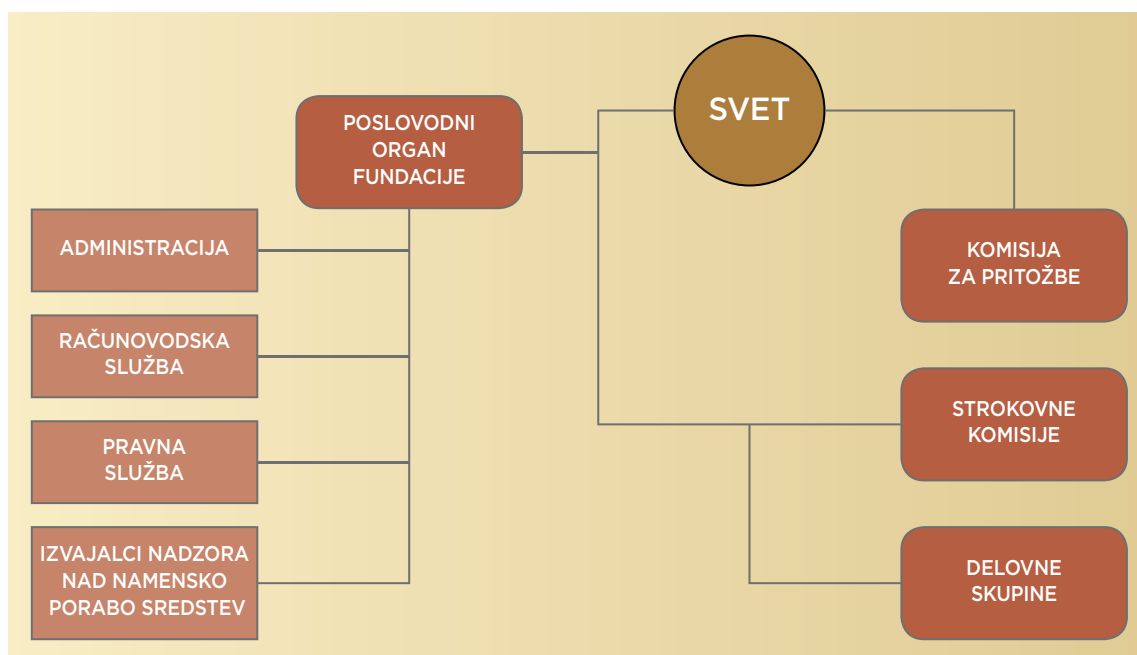 SVET
POSLOVODNI
ORGAN
FUNDACIJE
ADMINISTRACIJA
RAČUNOVODSKA
SLUŽBA
PRAVNA
SLUŽBA
IZVAJALCI NADZORA
NAD NAMENSKO
PORABO SREDSTEV
KOMISIJA
ZA PRITOŽBE
STROKOVNE
KOMISIJE
DELOVNE
SKUPINE